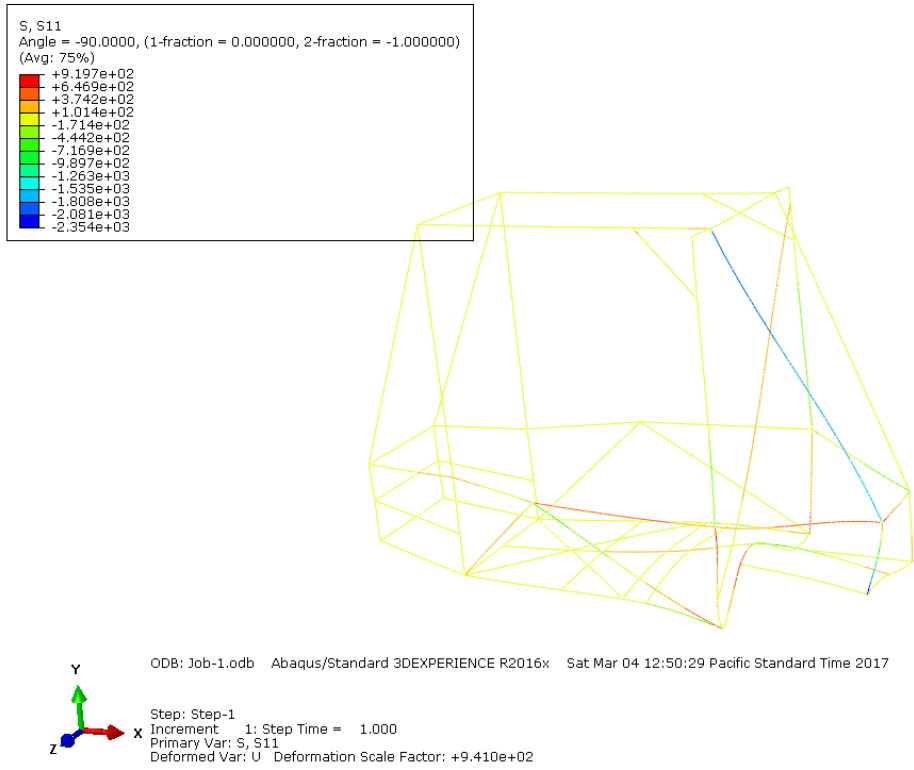 S, S11
Angle = -90.0000, (1-fraction = 0.000000, 2-fraction = -1.000000)
(Avg: 75%)
+9.197e+02
+6.469e+02
+3.742e+02
+1.014e+02
-1.714e+02
-4.442e+02
-7.169e+02
-9.897e+02
-1.263e+03
-1.535e+03
-1.808e+03
-2.081e+03
-2.354e+03
ODB: Job-1.odb Abaqus/Standard 3DEXPERIENCE R2016x Sat Mar 04 12:50:29 Pacific Standard Time 2017
Y
X
Z
Step: Step-1
Increment 1: Step Time = 1.000
Primary Var: S, S11
Deformed Var: U Deformation Scale Factor: +9.410e+02